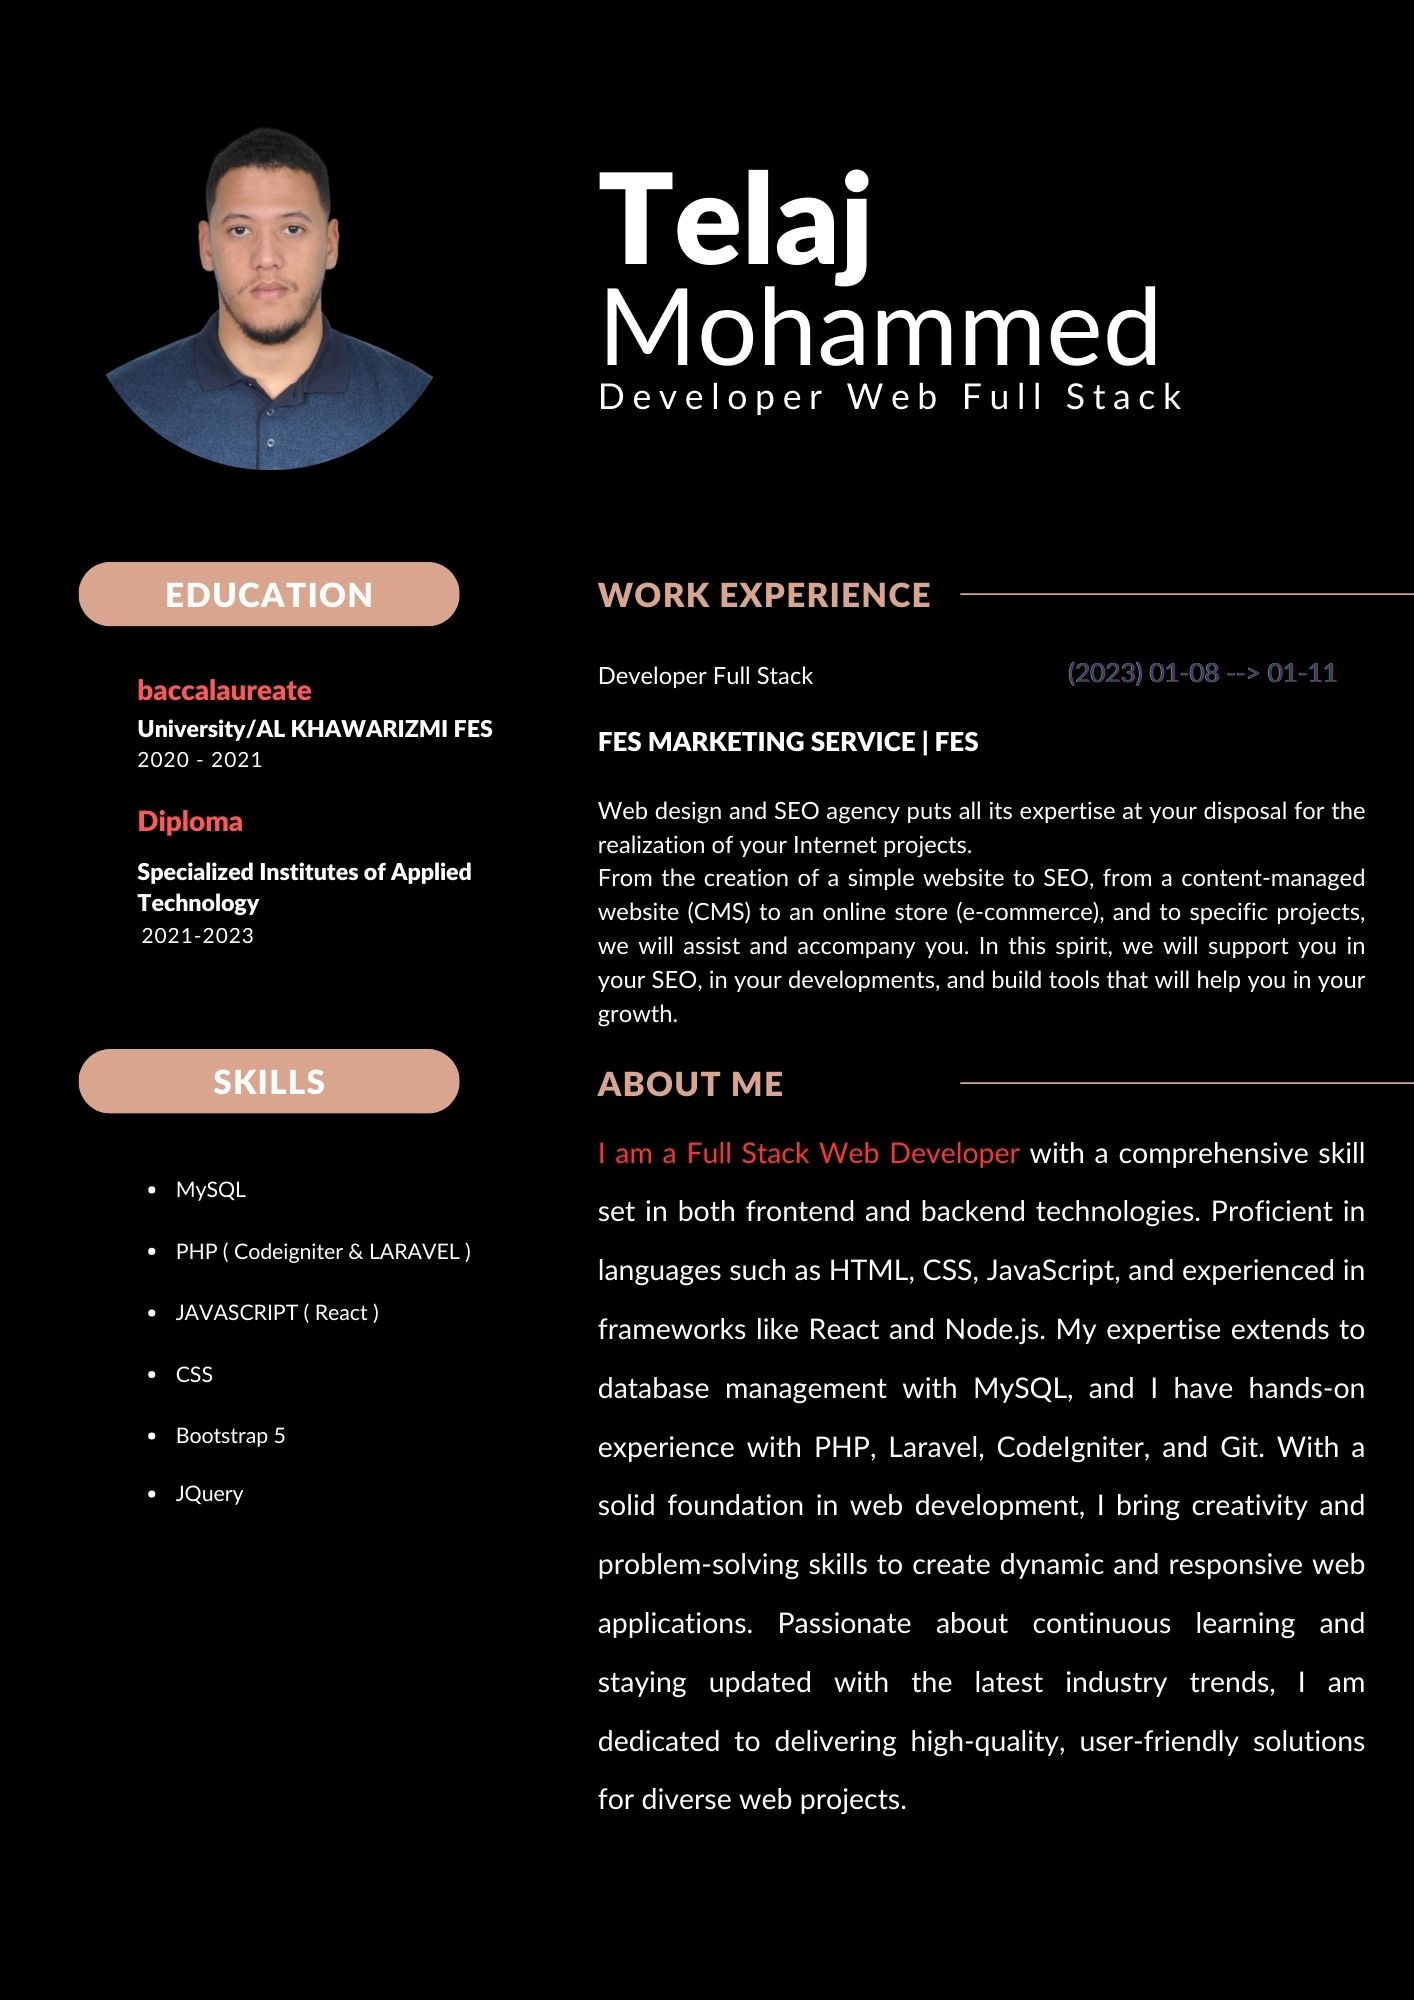 Telaj
Mohammed
Developer Web Full Stack
EDUCATION
baccalaureate
University/AL KHAWARIZMI FES
2020 - 2021
Diploma
Specialized Institutes of Applied
Technology
2021-2023
SKILLS
MySQL
PHP ( Codeigniter & LARAVEL )
JAVASCRIPT ( React )
CSS
Bootstrap 5
JQuery
WORK EXPERIENCE
Developer Full Stack (2023) 01-08 --> 01-11
FES MARKETING SERVICE | FES
Web design and SEO agency puts all its expertise at your disposal for the
realization of your Internet projects.
From the creation of a simple website to SEO, from a content-managed
website (CMS) to an online store (e-commerce), and to specific projects,
we will assist and accompany you. In this spirit, we will support you in
your SEO, in your developments, and build tools that will help you in your
growth.
ABOUT ME
I am a Full Stack Web Developer with a comprehensive skill
set in both frontend and backend technologies. Proficient in
languages such as HTML, CSS, JavaScript, and experienced in
frameworks like React and Node.js. My expertise extends to
database management with MySQL, and I have hands-on
experience with PHP, Laravel, CodeIgniter, and Git. With a
solid foundation in web development, I bring creativity and
problem-solving skills to create dynamic and responsive web
applications. Passionate about continuous learning and
staying updated with the latest industry trends, I am
dedicated to delivering high-quality, user-friendly solutions
for diverse web projects.